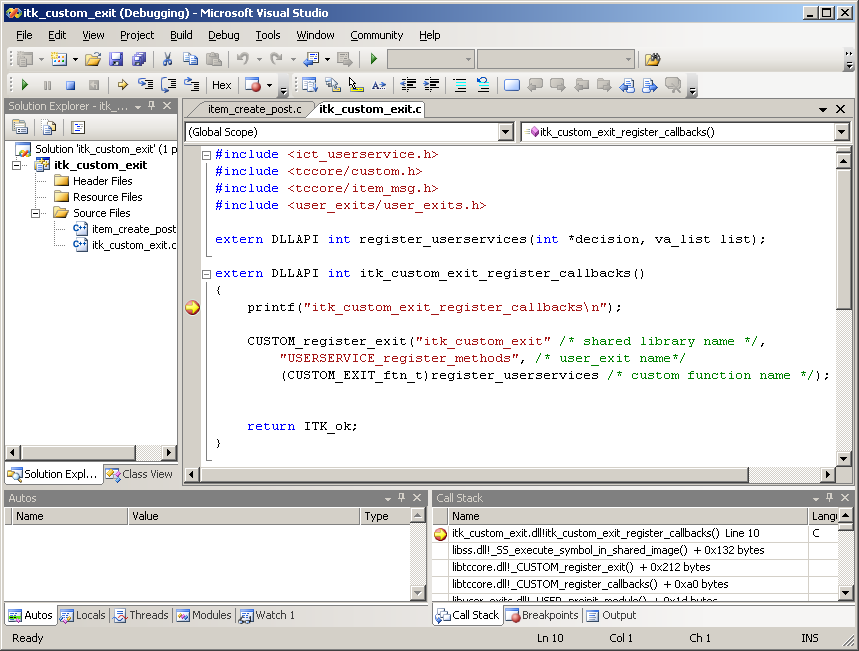 itk_custom_exit (Debugging) - Microsoft Visual Studio
File Edit View Project Build Debug Tools Window Community Help
Hex
Solution Explorer - itk_...
item_create_post.c itk_custom_exit.c
(Global Scope) itk_custom_exit_register_callbacks()
Solution 'itk_custom_exit' (1 p
itk_custom_exit
Header Files
Resource Files
Source Files
item_create_post
itk_custom_exit.c
Solution Expl... Class View
#include <ict_userservice.h>
#include <tccore/custom.h>
#include <tccore/item_msg.h>
#include <user_exits/user_exits.h>
extern DLLAPI int register_userservices(int *decision, va_list list);
extern DLLAPI int itk_custom_exit_register_callbacks()
{
printf("itk_custom_exit_register_callbacks\n");
CUSTOM_register_exit("itk_custom_exit" /* shared library name */,
"USERSERVICE_register_methods", /* user_exit name*/
(CUSTOM_EXIT_ftn_t)register_userservices /* custom function name */);
return ITK_ok;
}
Autos
Name Value Type
Autos Locals Threads Modules Watch 1
Call Stack
Name Langu
itk_custom_exit.dll!itk_custom_exit_register_callbacks() Line 10 C
libss.dll!_SS_execute_symbol_in_shared_image() + 0x132 bytes
libtccore.dll!_CUSTOM_register_exit() + 0x212 bytes
libtccore.dll!_CUSTOM_register_callbacks() + 0xa0 bytes
libuser_exits.dll!_USER_preinit_module() + 0x1d bytes
Call Stack Breakpoints Output
Ready Ln 10 Col 1 Ch 1 INS